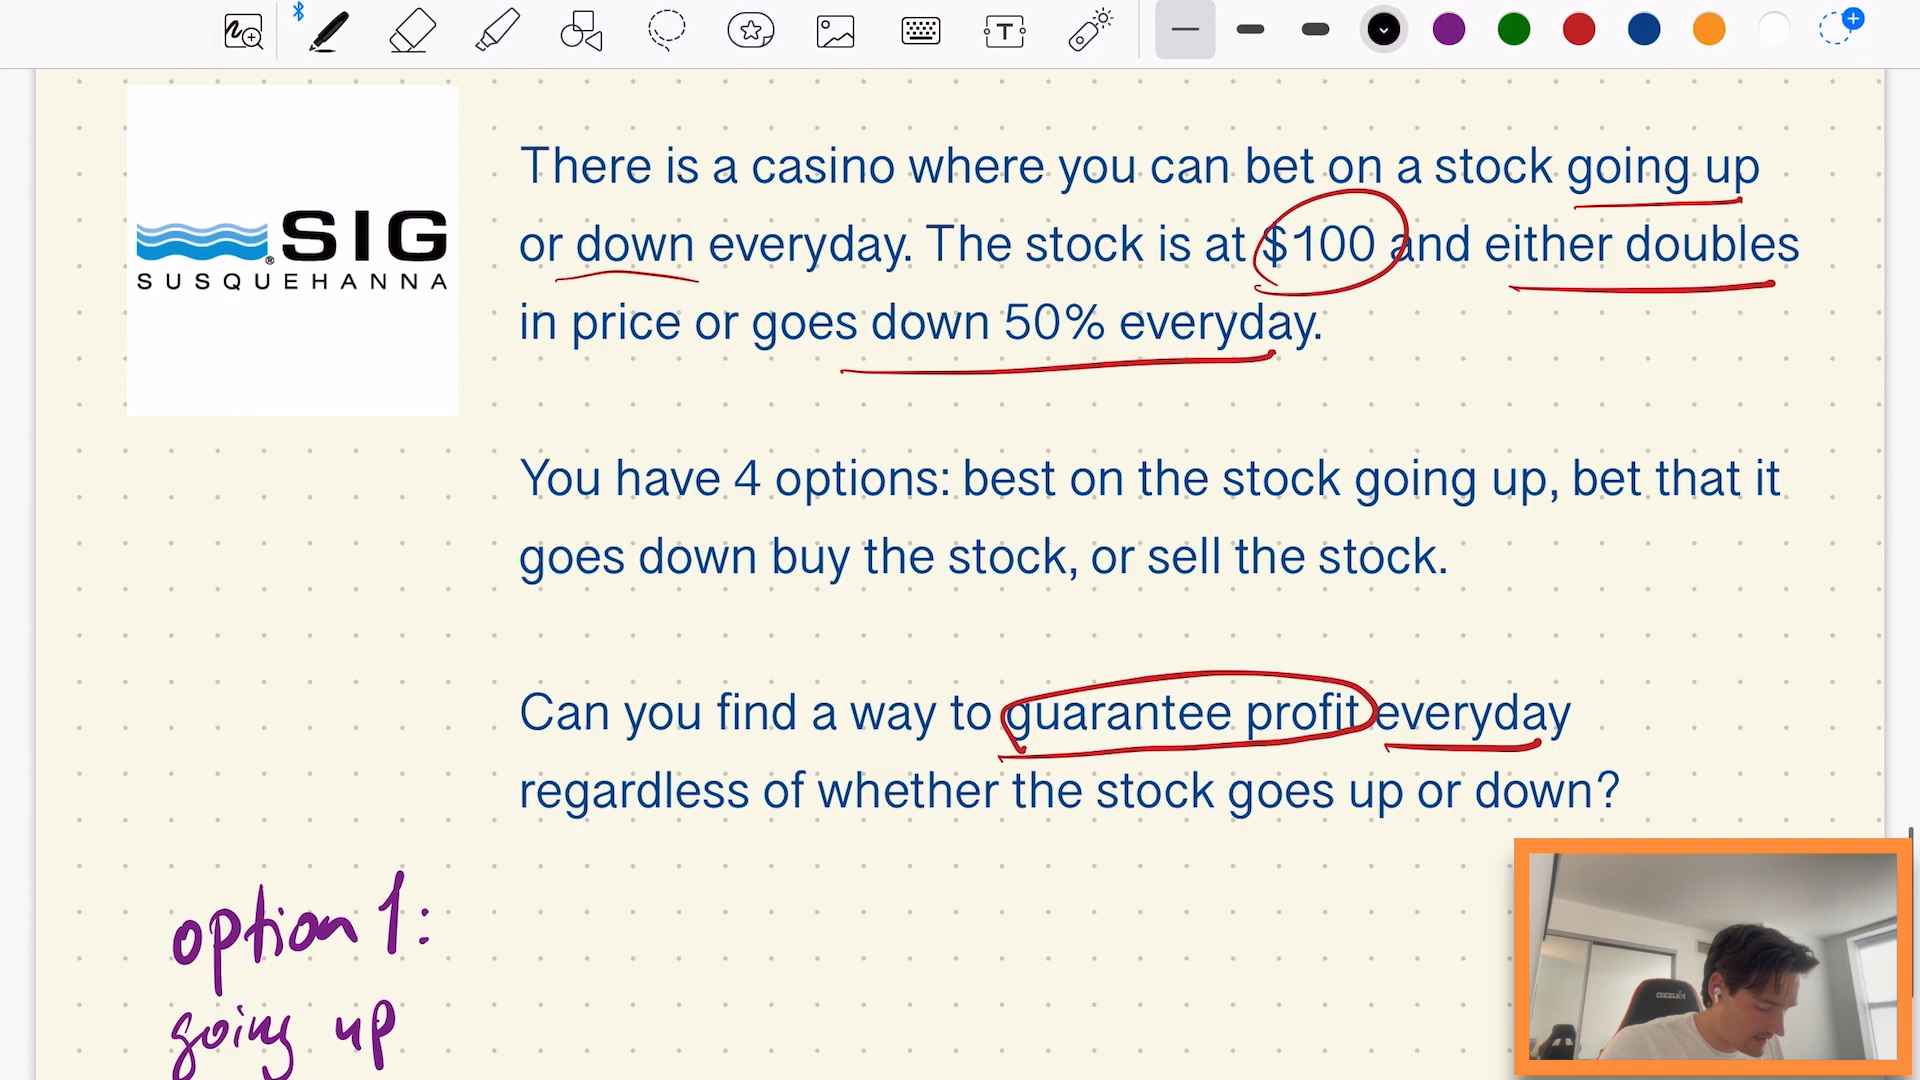 T
SIG
®
SUSQUEHANNA
There is a casino where you can bet on a stock going up
or down everyday. The stock is at $100 and either doubles
in price or goes down 50% everyday.
You have 4 options: best on the stock going up, bet that it
goes down buy the stock, or sell the stock.
Can you find a way to guarantee profit everyday
regardless of whether the stock goes up or down?
option 1:
going up